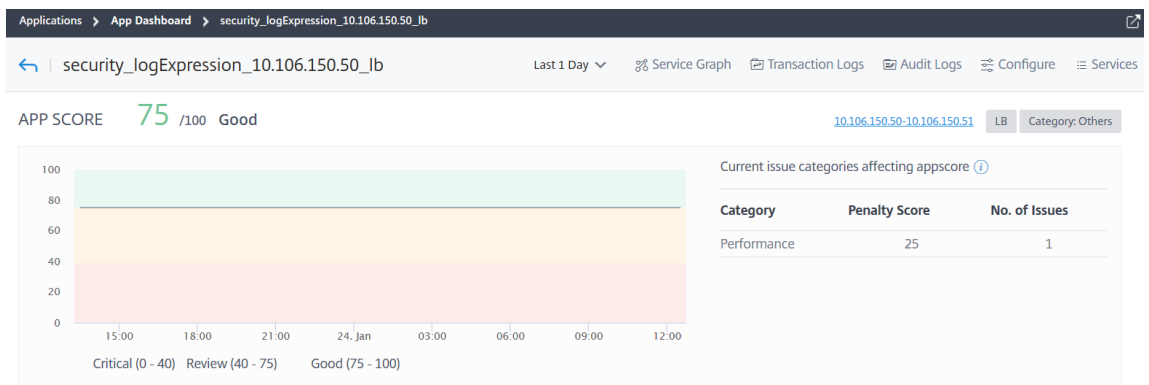 Applications > App Dashboard > security_logExpression_10.106.150.50_lb
security_logExpression_10.106.150.50_lb Last 1 Day Service Graph Transaction Logs Audit Logs Configure Services
APP SCORE 75 /100 Good 10.106.150.50-10.106.150.51 LB Category: Others
Current issue categories affecting appscore
Category Penalty Score No. of Issues
Performance 25 1
100
80
60
40
20
0
15:00 18:00 21:00 24. Jan 03:00 06:00 09:00 12:00
Critical (0 - 40) Review (40 - 75) Good (75 - 100)